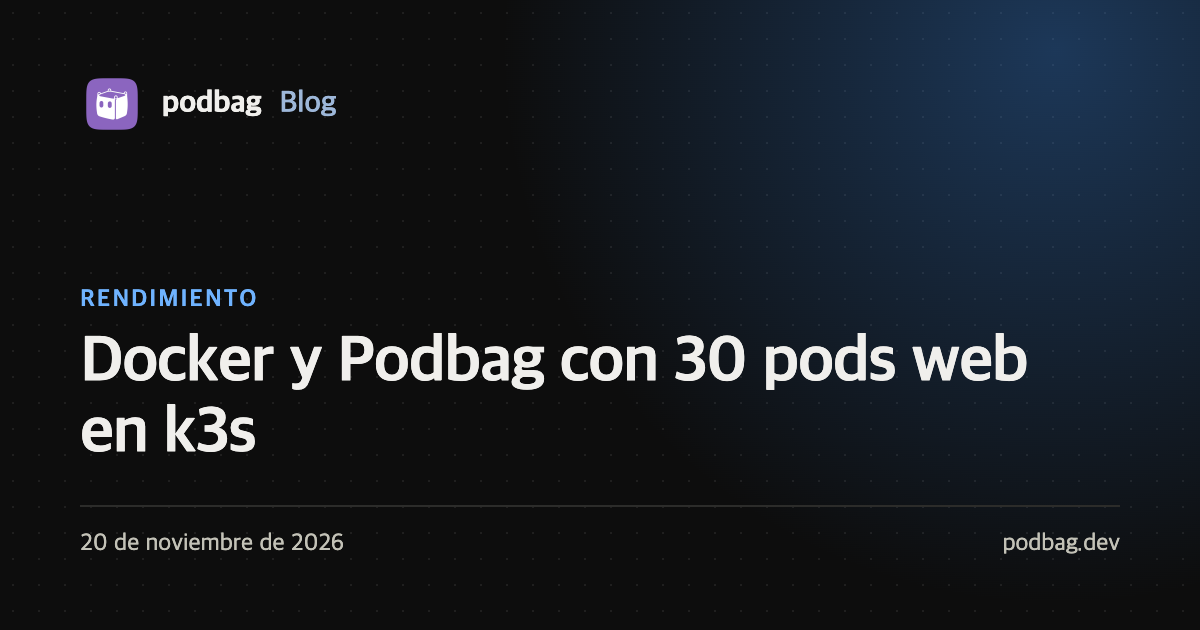 podbag Blog
RENDIMIENTO
Docker y Podbag con 30 pods web
en k3s
20 de noviembre de 2026
podbag.dev